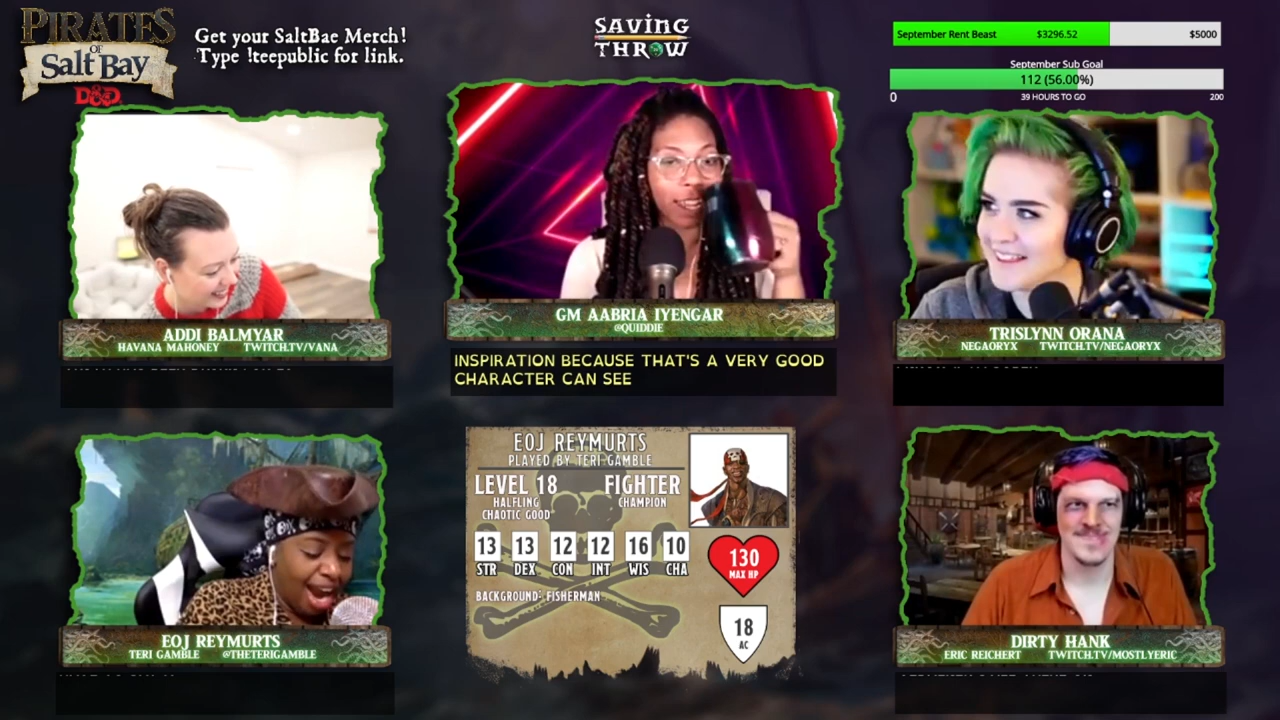 PIRATES
OF
Salt Bay
D&D
Get your SaltBae Merch!
Type !teepublic for link.
SAVING
THROW
September Rent Beast $3296.52 $5000
September Sub Goal
112 (56.00%)
0 39 HOURS TO GO 200
ADDI BALMYAR
HAVANA MAHONEY TWITCH.TV/VANA
GM AABRIA IYENGAR
@QUIDDIE
INSPIRATION BECAUSE THAT'S A VERY GOOD
CHARACTER CAN SEE
TRISLYNN ORANA
NEGAORYX TWITCH.TV/NEGAORYX
EOJ REYMURTS
TERI GAMBLE @THETERIGAMBLE
EOJ REYMURTS
PLAYED BY TERI GAMBLE
LEVEL 18 FIGHTER
HALFLING CHAMPION
CHAOTIC GOOD
13 13 12 12 16 10
STR DEX CON INT WIS CHA
BACKGROUND: FISHERMAN
130
MAX HP
18
AC
DIRTY HANK
ERIC REICHERT TWITCH.TV/MOSTLYERIC